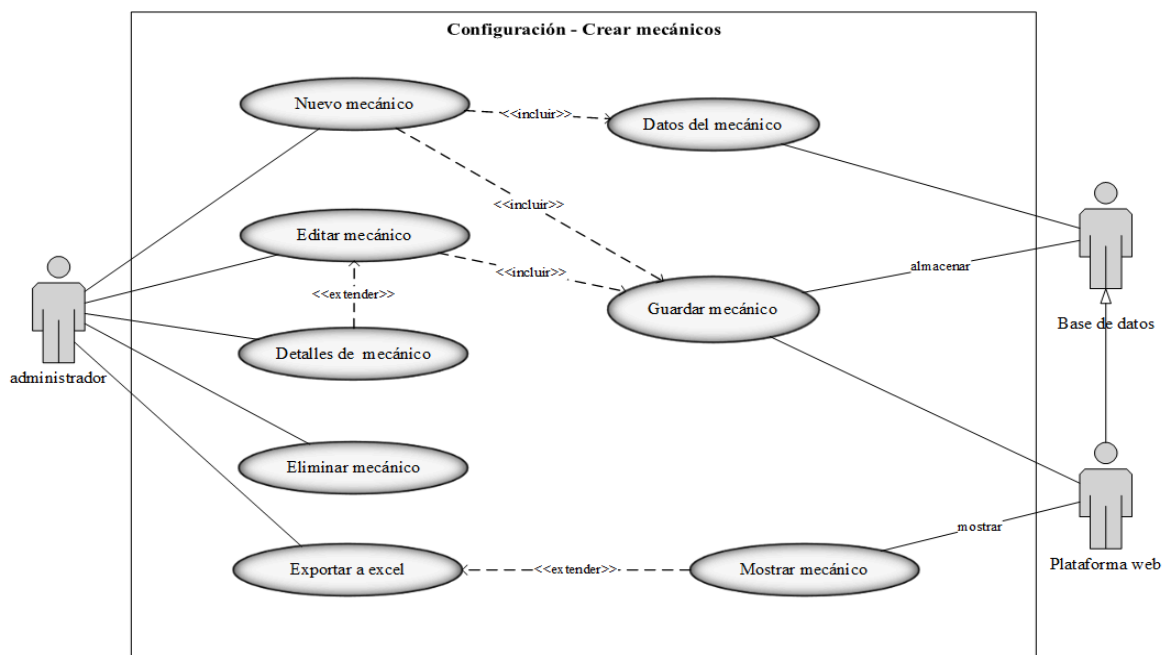 Configuración - Crear mecánicos
Nuevo mecánico
<<incluir>>
Datos del mecánico
<<incluir>>
Editar mecánico
<<incluir>>
almacenar
<<extender>>
Guardar mecánico
Base de datos
Detalles de mecánico
administrador
Eliminar mecánico
mostrar
Exportar a excel
<<extender>>
Mostrar mecánico
Plataforma web